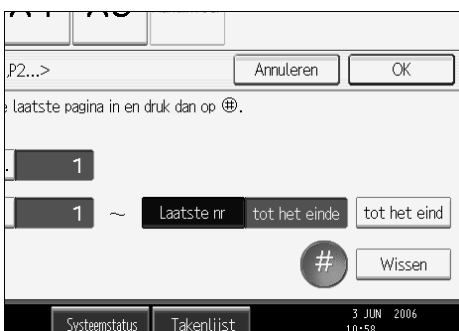 ,P2...> Annuleren OK
laatste pagina in en druk dan op #.
1
1 ~ Laatste nr tot het einde tot het eind
# Wissen
Systeemstatus Takenlijst 3 JUN 2006
10:58